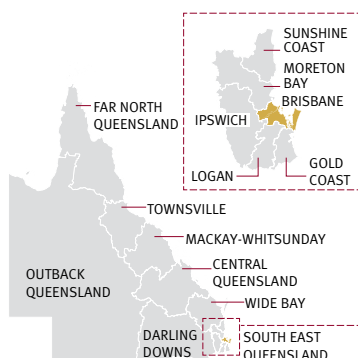 SUNSHINE
COAST
MORETON
BAY
BRISBANE
IPSWICH
LOGAN
GOLD
COAST
FAR NORTH
QUEENSLAND
TOWNSVILLE
MACKAY-WHITSUNDAY
CENTRAL
QUEENSLAND
OUTBACK
QUEENSLAND
WIDE BAY
DARLING
DOWNS
SOUTH EAST
QUEENSLAND